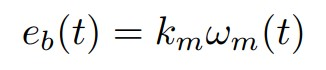 e_b(t) = k_m ω_m(t)